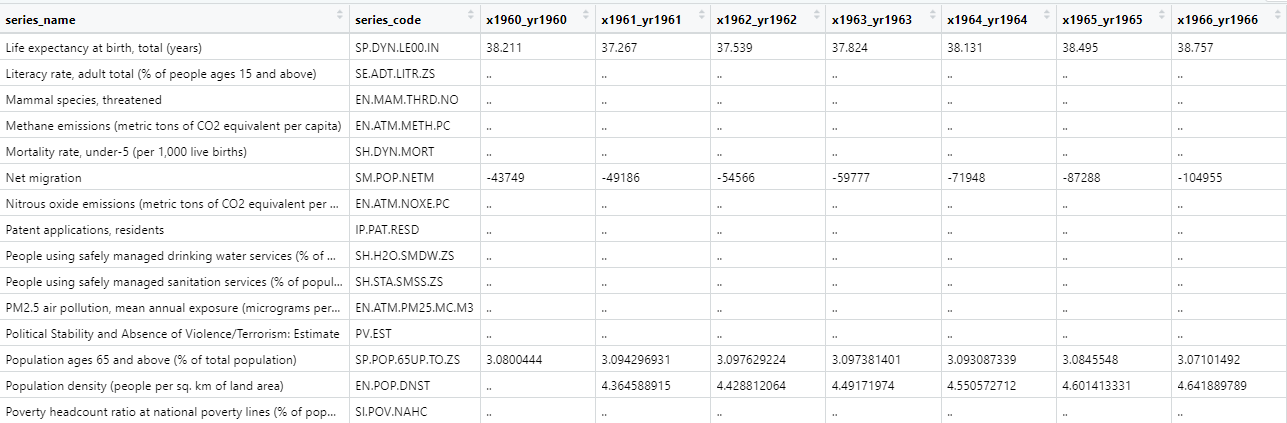 series_name series_code x1960_yr1960 x1961_yr1961 x1962_yr1962 x1963_yr1963 x1964_yr1964 x1965_yr1965 x1966_yr1966
Life expectancy at birth, total (years) SP.DYN.LE00.IN 38.211 37.267 37.539 37.824 38.131 38.495 38.757
Literacy rate, adult total (% of people ages 15 and above) SE.ADT.LITR.ZS .. .. .. .. .. .. ..
Mammal species, threatened EN.MAM.THRD.NO .. .. .. .. .. .. ..
Methane emissions (metric tons of CO2 equivalent per capita) EN.ATM.METH.PC .. .. .. .. .. .. ..
Mortality rate, under-5 (per 1,000 live births) SH.DYN.MORT .. .. .. .. .. .. ..
Net migration SM.POP.NETM -43749 -49186 -54566 -59777 -71948 -87288 -104955
Nitrous oxide emissions (metric tons of CO2 equivalent per ... EN.ATM.NOXE.PC .. .. .. .. .. .. ..
Patent applications, residents IP.PAT.RESD .. .. .. .. .. .. ..
People using safely managed drinking water services (% of ... SH.H2O.SMDW.ZS .. .. .. .. .. .. ..
People using safely managed sanitation services (% of popul... SH.STA.SMSS.ZS .. .. .. .. .. .. ..
PM2.5 air pollution, mean annual exposure (micrograms per... EN.ATM.PM25.MC.M3 .. .. .. .. .. .. ..
Political Stability and Absence of Violence/Terrorism: Estimate PV.EST .. .. .. .. .. .. ..
Population ages 65 and above (% of total population) SP.POP.65UP.TO.ZS 3.0800444 3.094296931 3.097629224 3.097381401 3.093087339 3.0845548 3.07101492
Population density (people per sq. km of land area) EN.POP.DNST .. 4.364588915 4.428812064 4.49171974 4.550572712 4.601413331 4.641889789
Poverty headcount ratio at national poverty lines (% of pop... SI.POV.NAHC .. .. .. .. .. .. ..